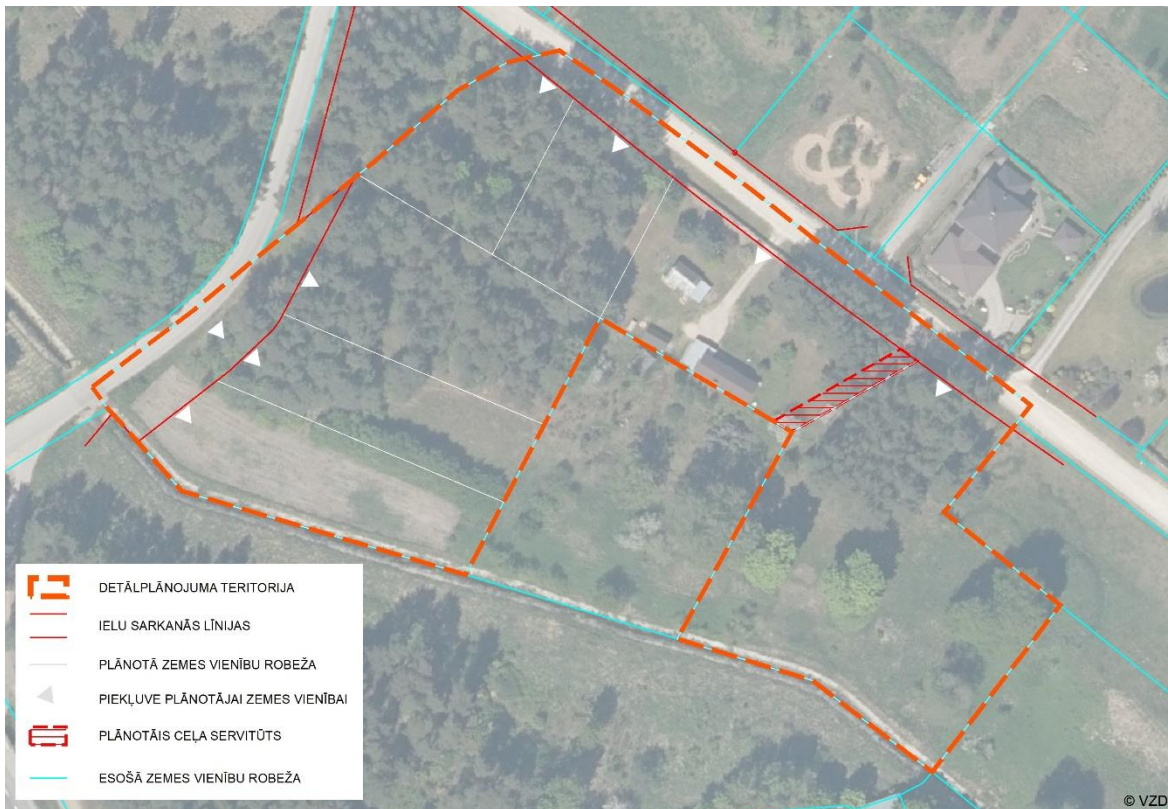 DETĀLPLĀNOJUMA TERITORIJA
IELU SARKANĀS LĪNIJAS
PLĀNOTĀ ZEMES VIENĪBU ROBEŽA
PIEKĻUVE PLĀNOTĀJAI ZEMES VIENĪBAI
PLĀNOTAIS CEĻA SERVITŪTS
ESOŠĀ ZEMES VIENĪBU ROBEŽA
© VZD